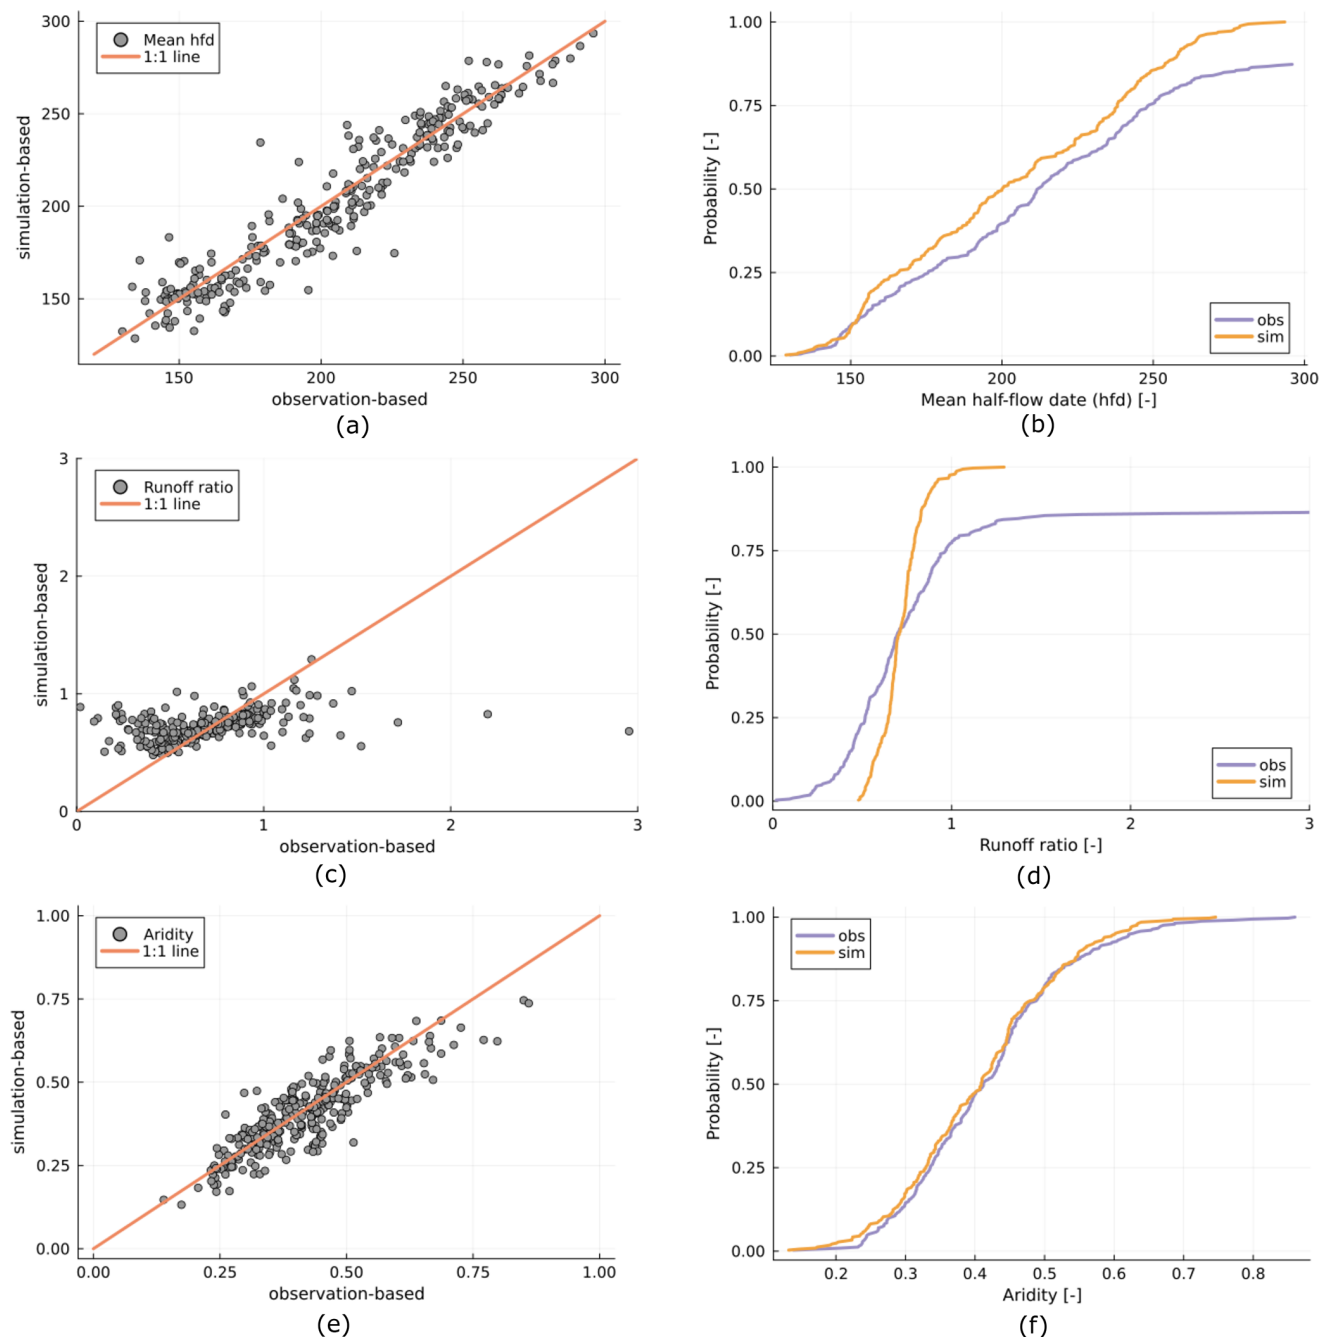 300
250
200
150
simulation-based
Mean hfd
1:1 line
150
200
250
300
observation-based
(a)
1.00
0.75
0.50
0.25
0.00
Probability [-]
obs
sim
150
200
250
300
Mean half-flow date (hfd) [-]
(b)
3
2
1
0
simulation-based
Runoff ratio
1:1 line
0
1
2
3
observation-based
(c)
1.00
0.75
0.50
0.25
0.00
Probability [-]
obs
sim
0
1
2
3
Runoff ratio [-]
(d)
1.00
0.75
0.50
0.25
0.00
simulation-based
Aridity
1:1 line
0.00
0.25
0.50
0.75
1.00
observation-based
(e)
1.00
0.75
0.50
0.25
0.00
Probability [-]
obs
sim
0.2
0.3
0.4
0.5
0.6
0.7
0.8
Aridity [-]
(f)